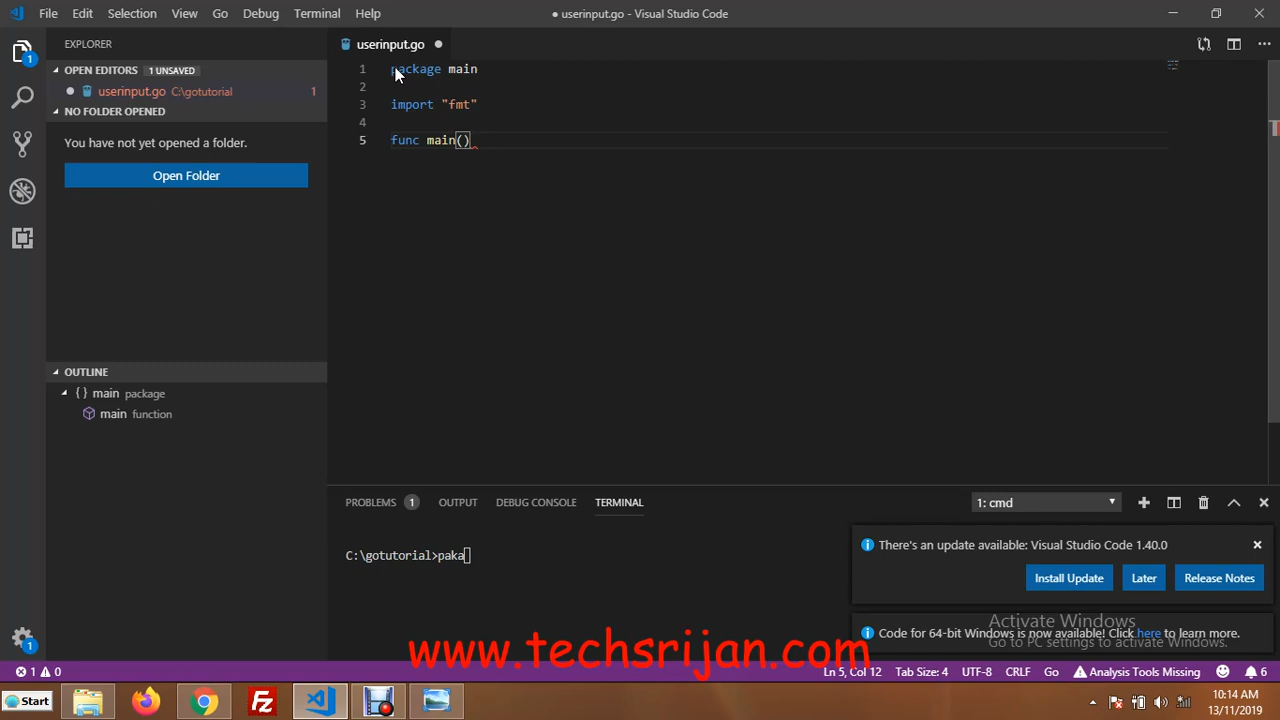 File Edit Selection View Go Debug Terminal Help
● userinput.go - Visual Studio Code
EXPLORER
OPEN EDITORS 1 UNSAVED
● userinput.go C:\gotutorial 1
NO FOLDER OPENED
You have not yet opened a folder.
Open Folder
OUTLINE
{ } main package
main function
1
userinput.go ●
1 package main
2
3 import "fmt"
4
5 func main()
PROBLEMS 1 OUTPUT DEBUG CONSOLE TERMINAL
1: cmd
C:\gotutorial>paka
There's an update available: Visual Studio Code 1.40.0
Install Update Later Release Notes
Activate Windows
Code for 64-bit Windows is now available! Click here to learn more.
Go to PC settings to activate Windows.
www.techsrijan.com
1
1 0 Ln 5, Col 12 Tab Size: 4 UTF-8 CRLF Go Analysis Tools Missing 6
Start
10:14 AM
13/11/2019